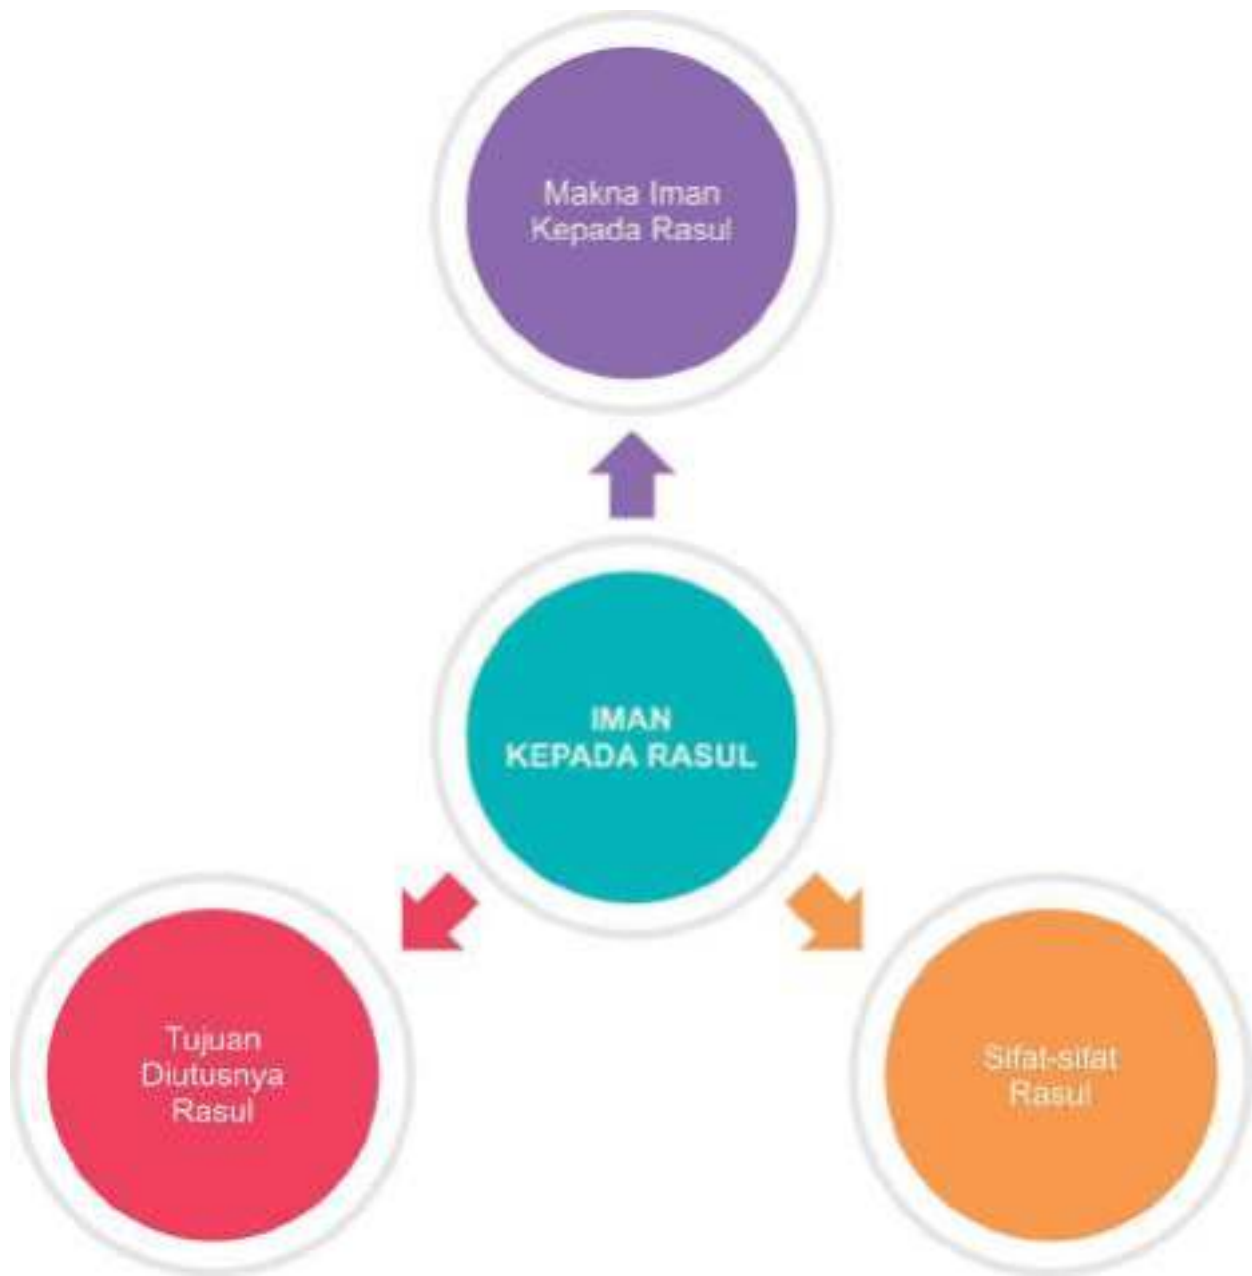 Makna Iman
Kepada Rasul
IMAN
KEPADA RASUL
Tujuan
Diutusnya
Rasul
Sifat-sifat
Rasul